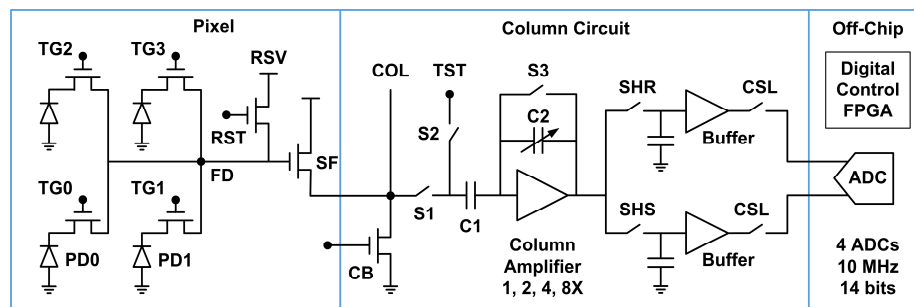 Pixel
Column Circuit
Off-Chip
TG2
TG3
RSV
COL
TST
S3
SHR
CSL
Digital
Control
FPGA
C2
S2
RST
Buffer
SF
FD
ADC
TG0
TG1
S1
C1
SHS
CSL
PD0
PD1
CB
Column
Amplifier
1, 2, 4, 8X
Buffer
4 ADCs
10 MHz
14 bits